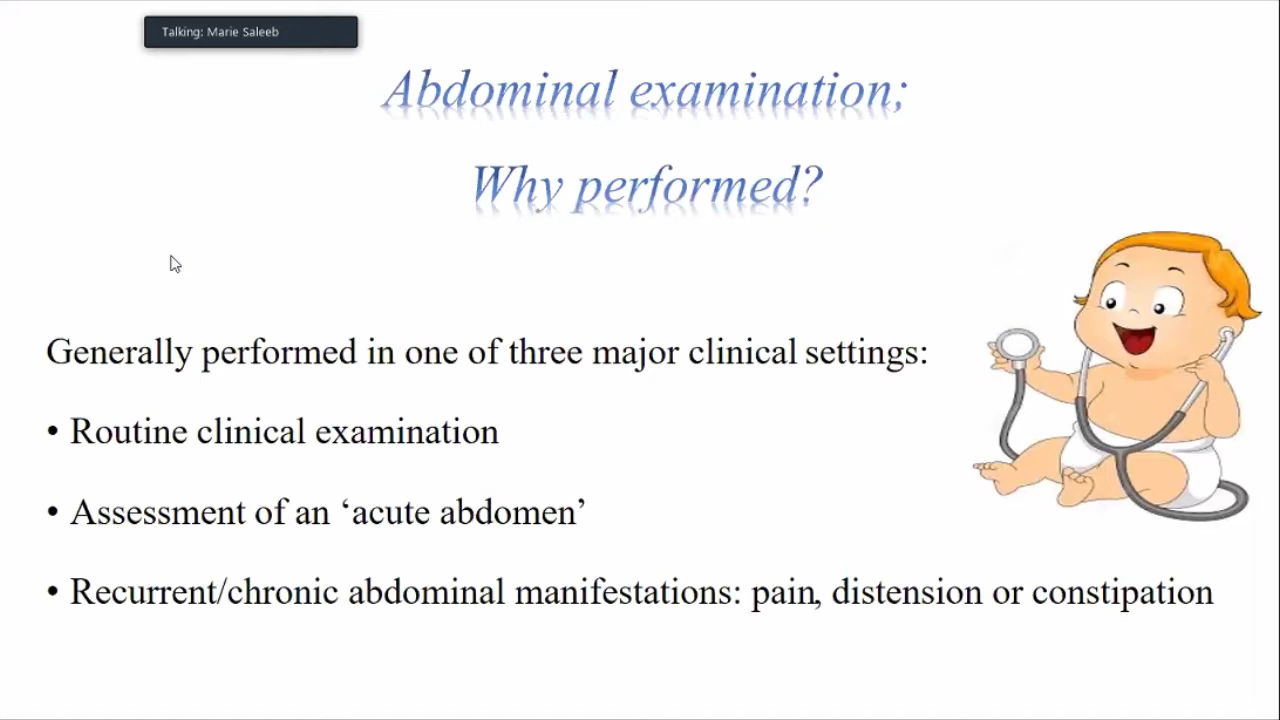 Talking: Marie Saleeb
Abdominal examination;
Why performed?
Generally performed in one of three major clinical settings:
• Routine clinical examination
• Assessment of an ‘acute abdomen’
• Recurrent/chronic abdominal manifestations: pain, distension or constipation